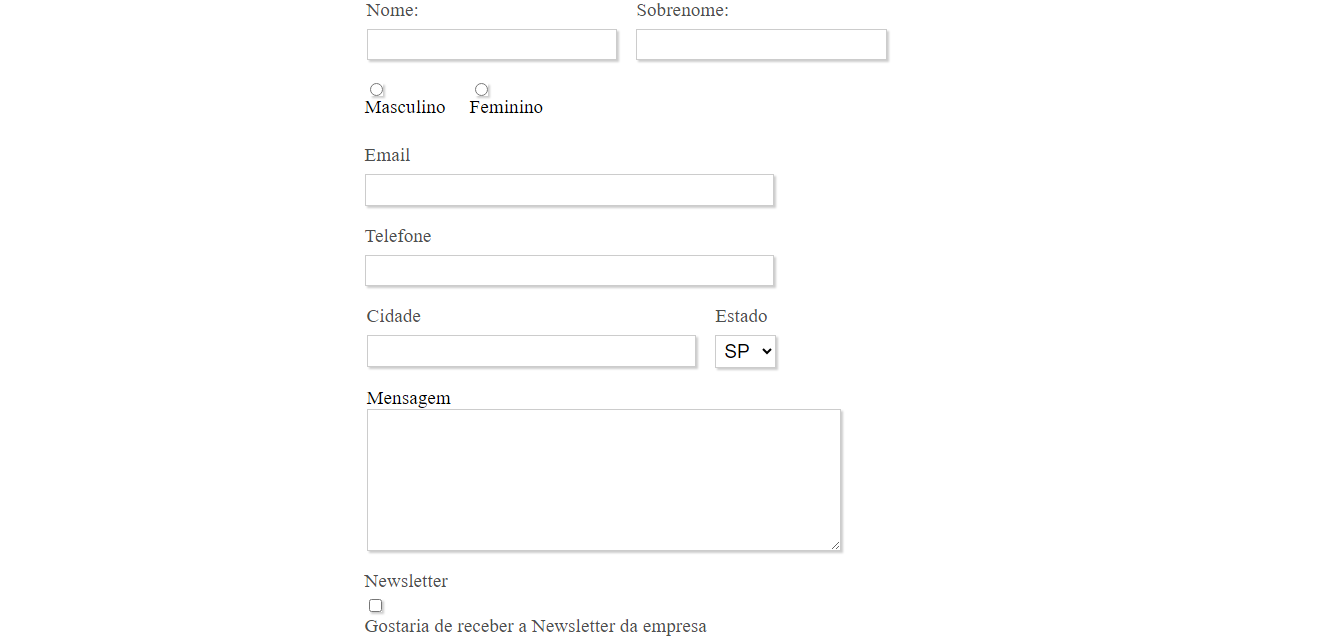 Nome: Sobrenome:
Masculino Feminino
Email
Telefone
Cidade Estado
SP
Mensagem
Newsletter
Gostaria de receber a Newsletter da empresa